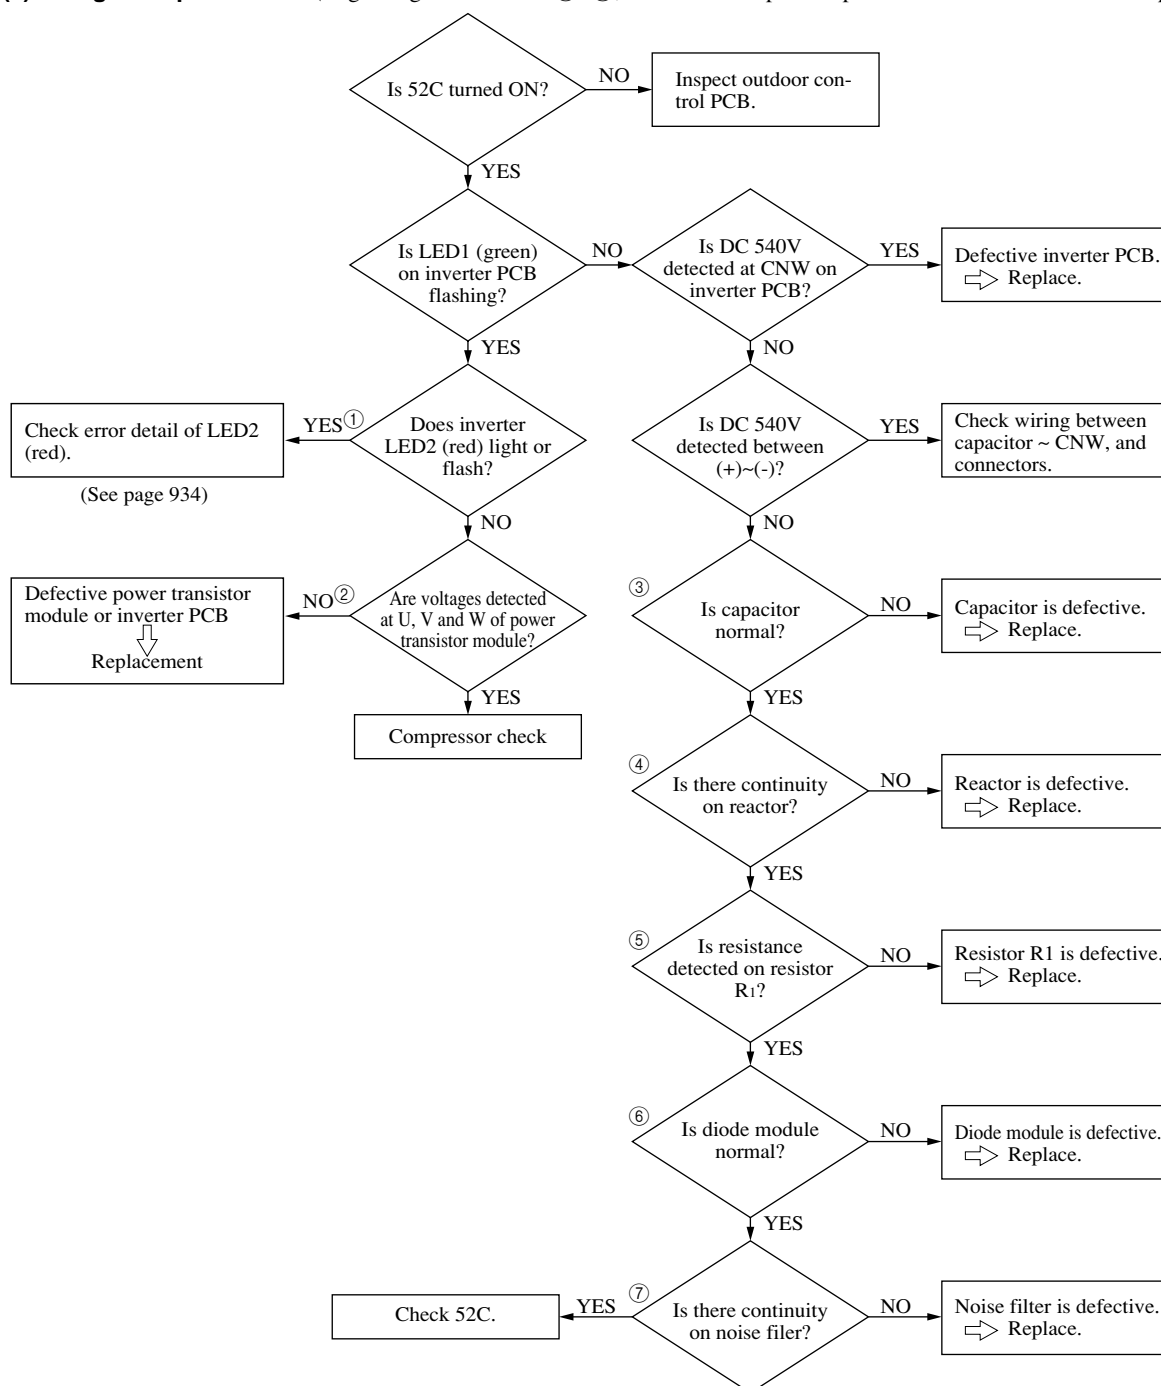 Is 52C turned ON?
NO
Inspect outdoor con-
trol PCB.
YES
Is LED1 (green)
on inverter PCB
flashing?
NO
Is DC 540V
detected at CNW on
inverter PCB?
YES
Defective inverter PCB.
⇨ Replace.
YES
NO
Check error detail of LED2
(red).
(See page 934)
YES①
Does inverter
LED2 (red) light or
flash?
Is DC 540V
detected between
(+)~(-)?
YES
Check wiring between
capacitor ~ CNW, and
connectors.
NO
NO
Defective power transistor
module or inverter PCB
Replacement
NO②
Are voltages detected
at U, V and W of power
transistor module?
③
Is capacitor
normal?
NO
Capacitor is defective.
⇨ Replace.
YES
Compressor check
YES
④
Is there continuity
on reactor?
NO
Reactor is defective.
⇨ Replace.
YES
⑤
Is resistance
detected on resistor
R1?
NO
Resistor R1 is defective.
⇨ Replace.
YES
⑥
Is diode module
normal?
NO
Diode module is defective.
⇨ Replace.
YES
Check 52C.
YES
⑦
Is there continuity
on noise filer?
NO
Noise filter is defective.
⇨ Replace.